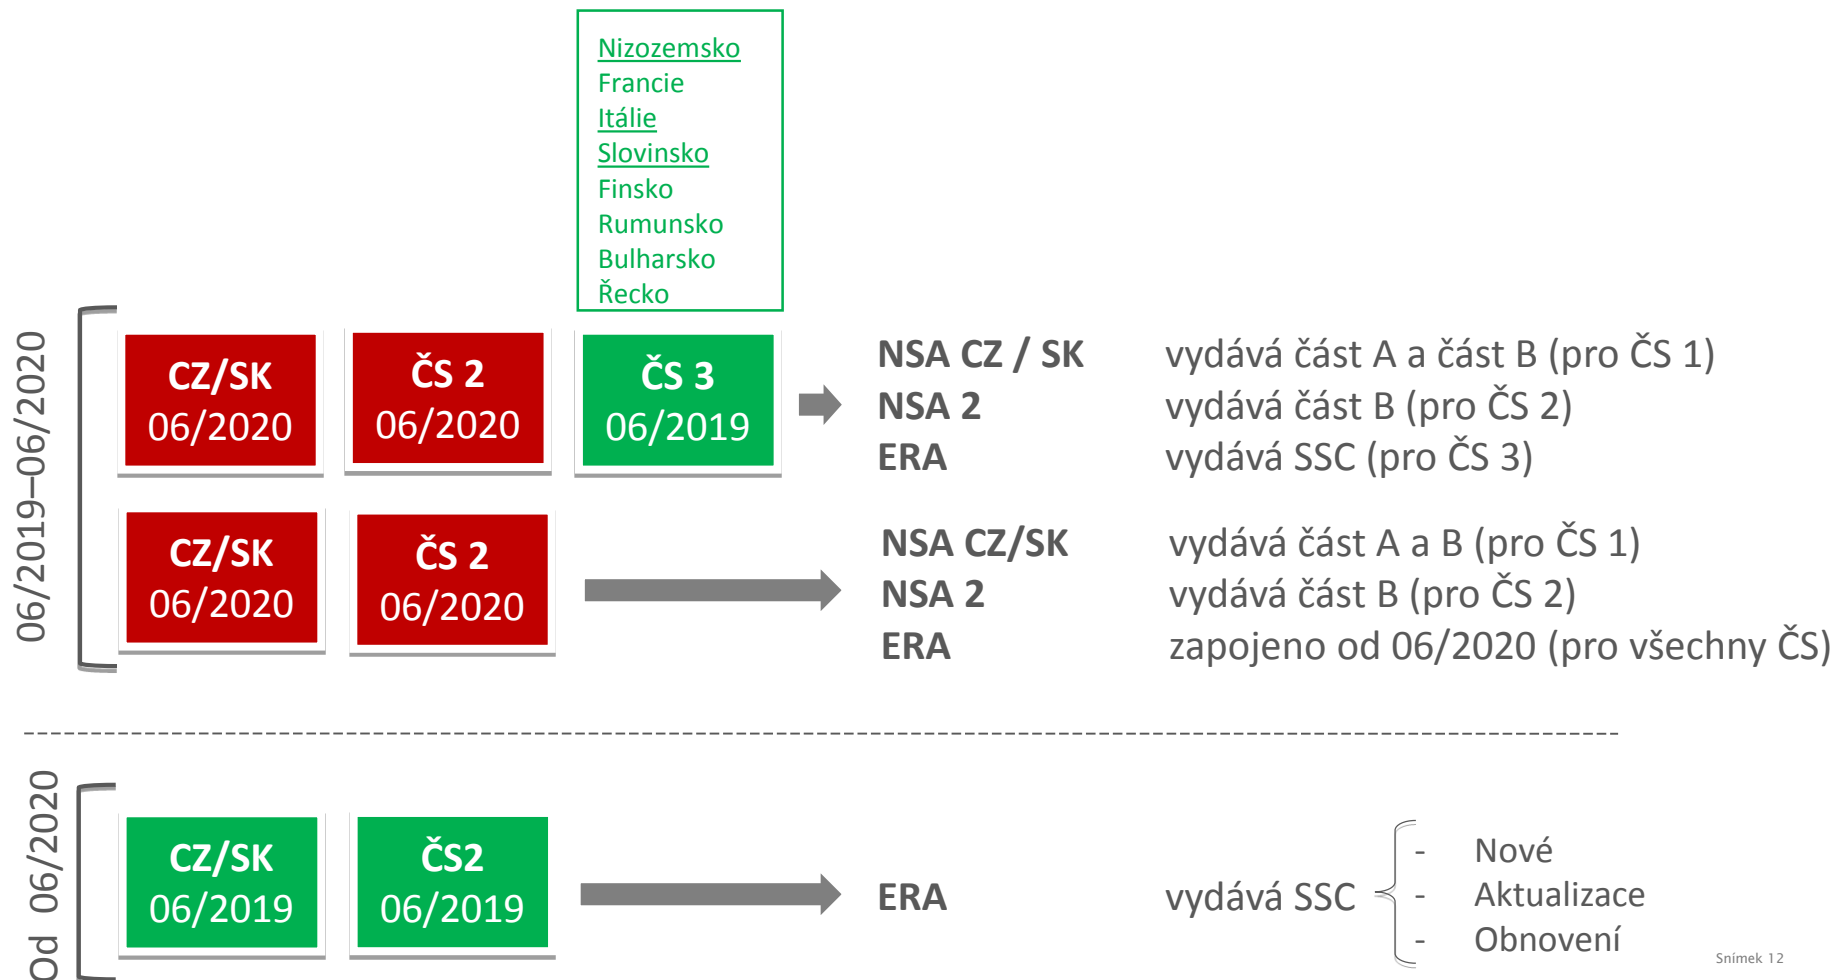 Nizozemsko
Francie
Itálie
Slovinsko
Finsko
Rumunsko
Bulharsko
Řecko
06/2019–06/2020
CZ/SK
06/2020
ČS 2
06/2020
ČS 3
06/2019
NSA CZ / SK vydává část A a část B (pro ČS 1)
NSA 2 vydává část B (pro ČS 2)
ERA vydává SSC (pro ČS 3)
CZ/SK
06/2020
ČS 2
06/2020
NSA CZ/SK vydává část A a B (pro ČS 1)
NSA 2 vydává část B (pro ČS 2)
ERA zapojeno od 06/2020 (pro všechny ČS)
Od 06/2020
CZ/SK
06/2019
ČS2
06/2019
ERA vydává SSC
- Nové
- Aktualizace
- Obnovení
Snímek 12